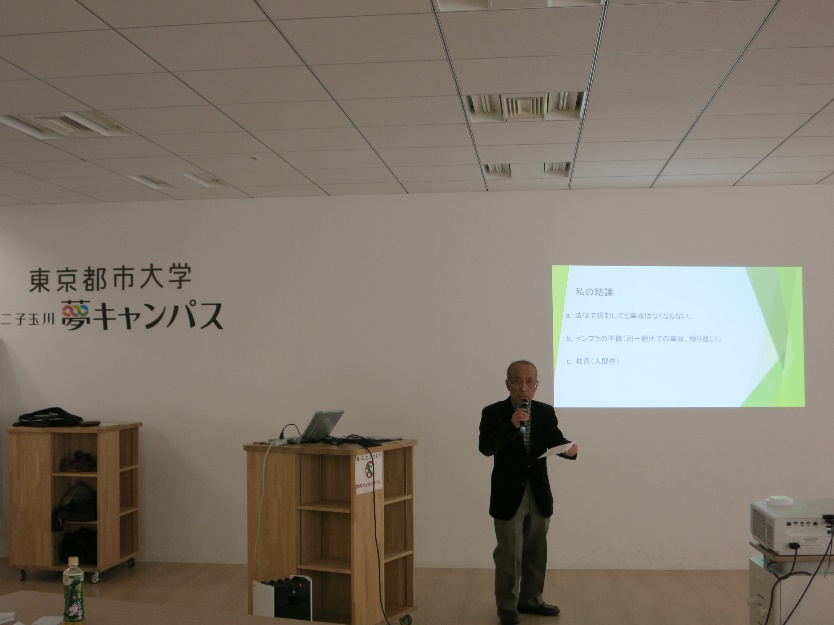 東京都市大学
二子玉川 夢キャンパス
私の結論
a. 法律で規制しても事故はなくならない。
b. インフラの不備(同一箇所での事故、繰り返し)。
c. 教育(人間性)